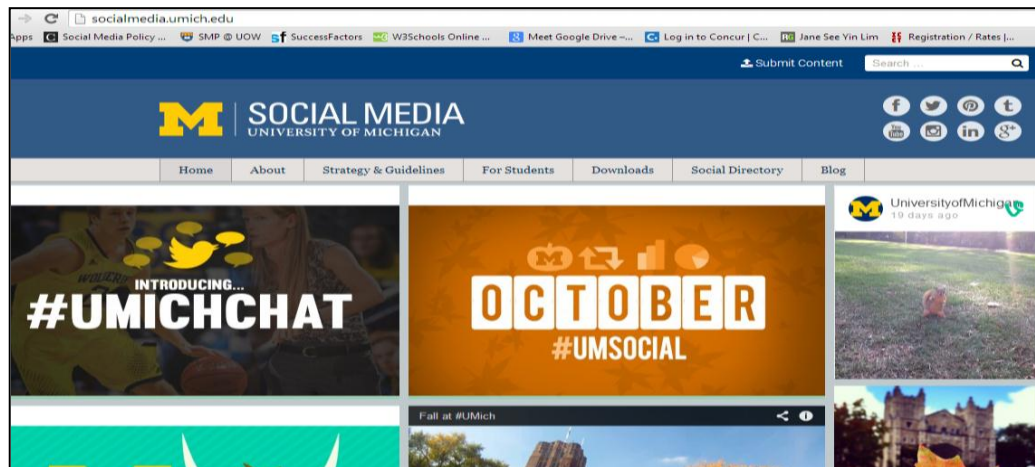 socialmedia.umich.edu
Apps Social Media Policy ... SMP @ UOW SuccessFactors W3Schools Online ... Meet Google Drive –... Log in to Concur | C... Jane See Yin Lim Registration / Rates |...
Submit Content Search ...
M SOCIAL MEDIA
UNIVERSITY OF MICHIGAN
Home About Strategy & Guidelines For Students Downloads Social Directory Blog
UniversityofMichigan
19 days ago
INTRODUCING...
#UMICHCHAT
OCTOBER
#UMSOCIAL
Fall at #UMich